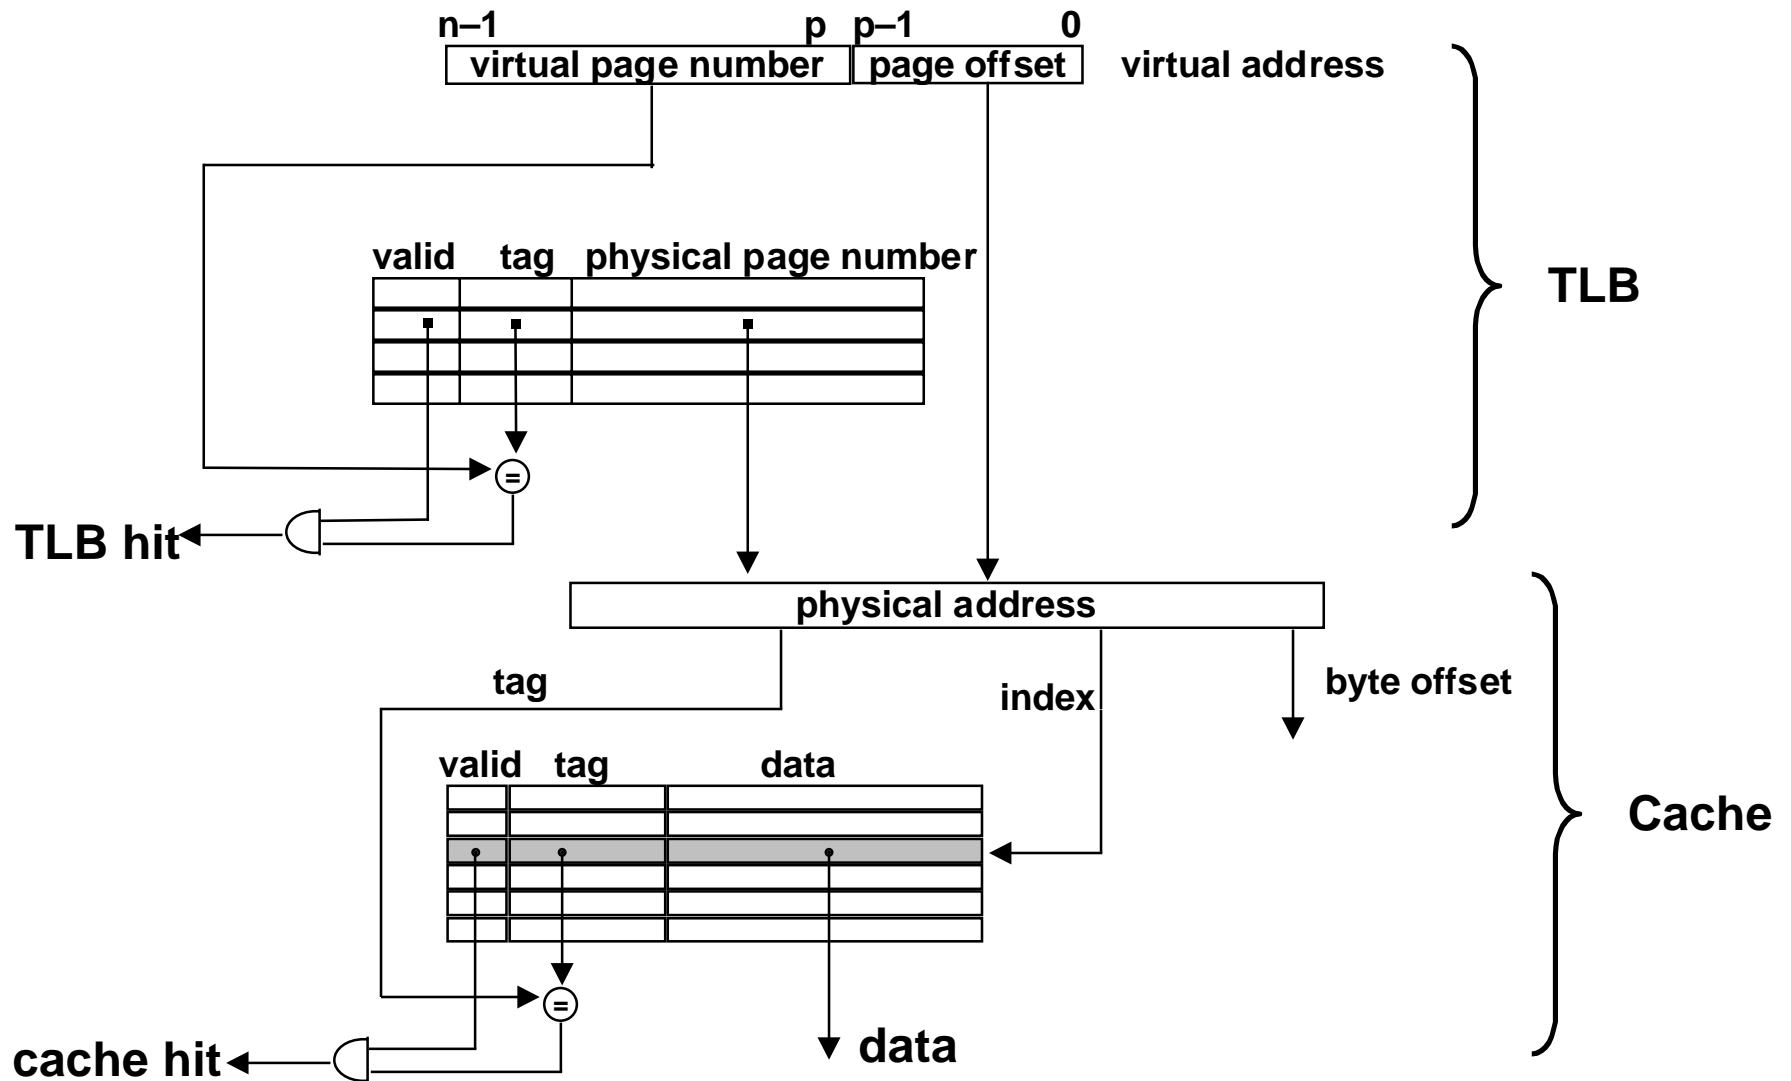 n–1 p p–1 0
virtual page number page offset virtual address
valid tag physical page number
TLB
=
TLB hit
physical address
tag index byte offset
valid tag data
Cache
=
cache hit data